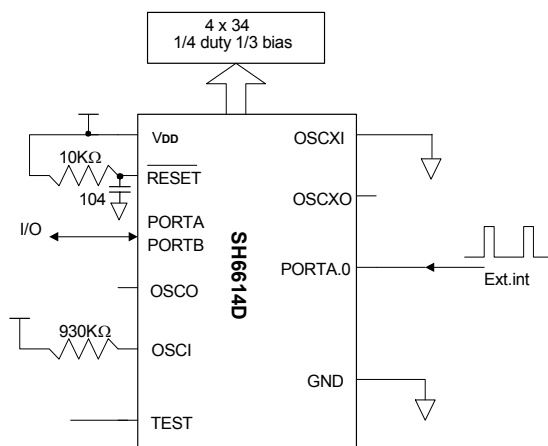 4 x 34
1/4 duty 1/3 bias
VDD
OSCXI
10KΩ
RESET
OSCXO
104
I/O
PORTA
PORTB
SH6614D
PORTA.0
Ext.int
OSCO
930KΩ
OSCI
GND
TEST